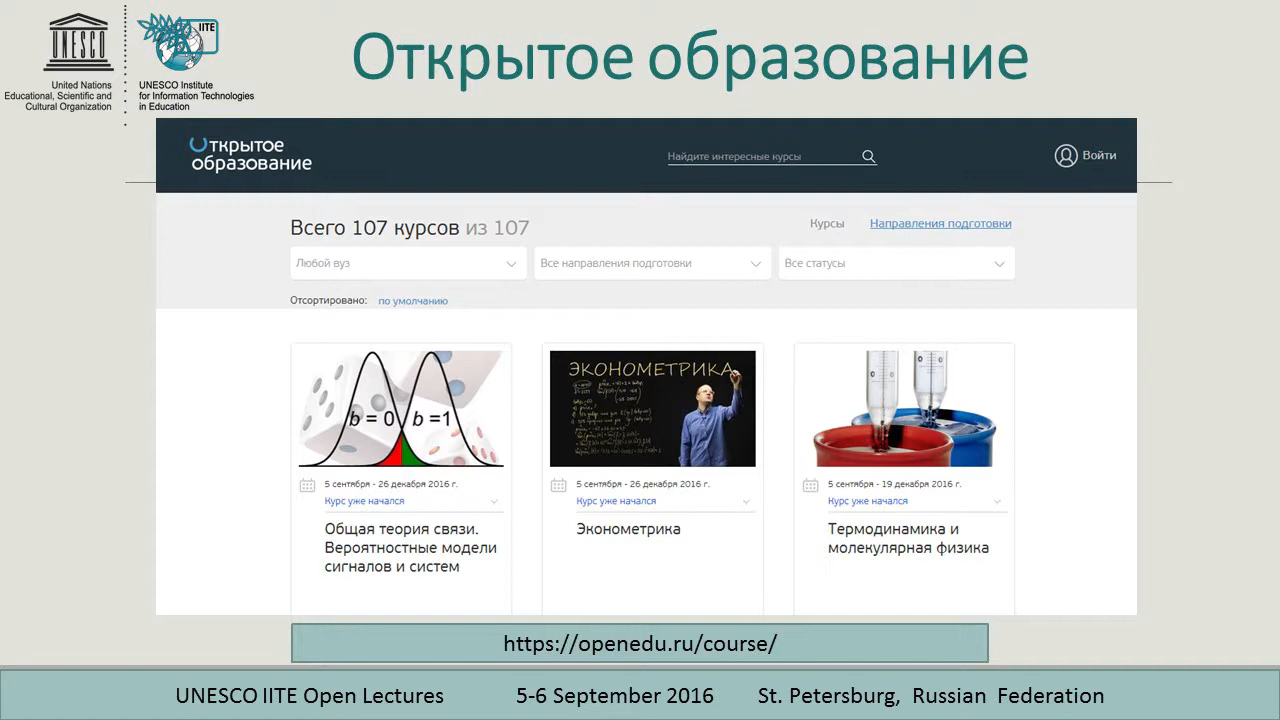 UNESCO
IITE
United Nations
Educational, Scientific and
Cultural Organization
UNESCO Institute
for Information Technologies
in Education
Открытое образование
Открытое
образование
Найдите интересные курсы
Войти
Всего 107 курсов из 107
Курсы
Направления подготовки
Любой вуз
Все направления подготовки
Все статусы
Отсортировано: по умолчанию
b = 0
b = 1
ЭКОНОМЕТРИКА
5 сентября - 26 декабря 2016 г.
Курс уже начался
Общая теория связи.
Вероятностные модели
сигналов и систем
5 сентября - 26 декабря 2016 г.
Курс уже начался
Эконометрика
5 сентября - 19 декабря 2016 г.
Курс уже начался
Термодинамика и
молекулярная физика
https://openedu.ru/course/
UNESCO IITE Open Lectures 5-6 September 2016 St. Petersburg, Russian Federation